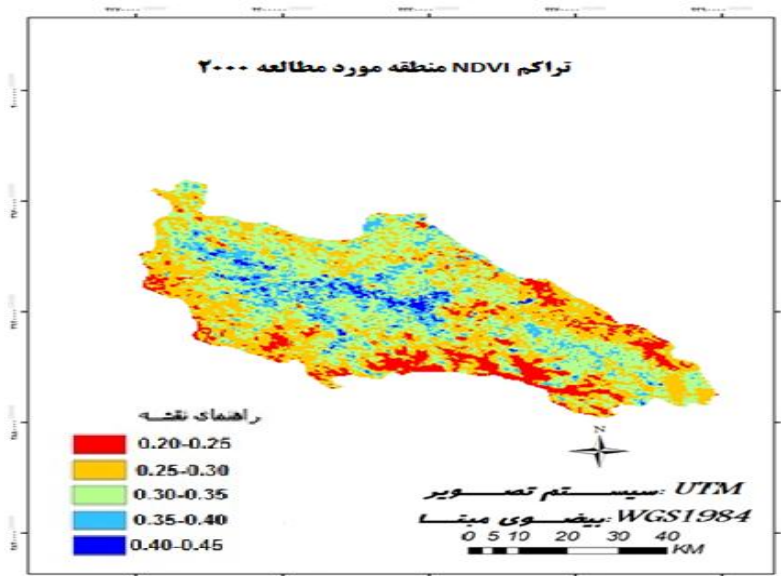 تراکم NDVI منطقه مورد مطالعه ۲۰۰۰
راهنمای نقشه
0.20-0.25
0.25-0.30
0.30-0.35
0.35-0.40
0.40-0.45
N
سیستم تصویر: UTM
بیضوی مبنا: WGS1984
0 5 10 20 30 40
KM